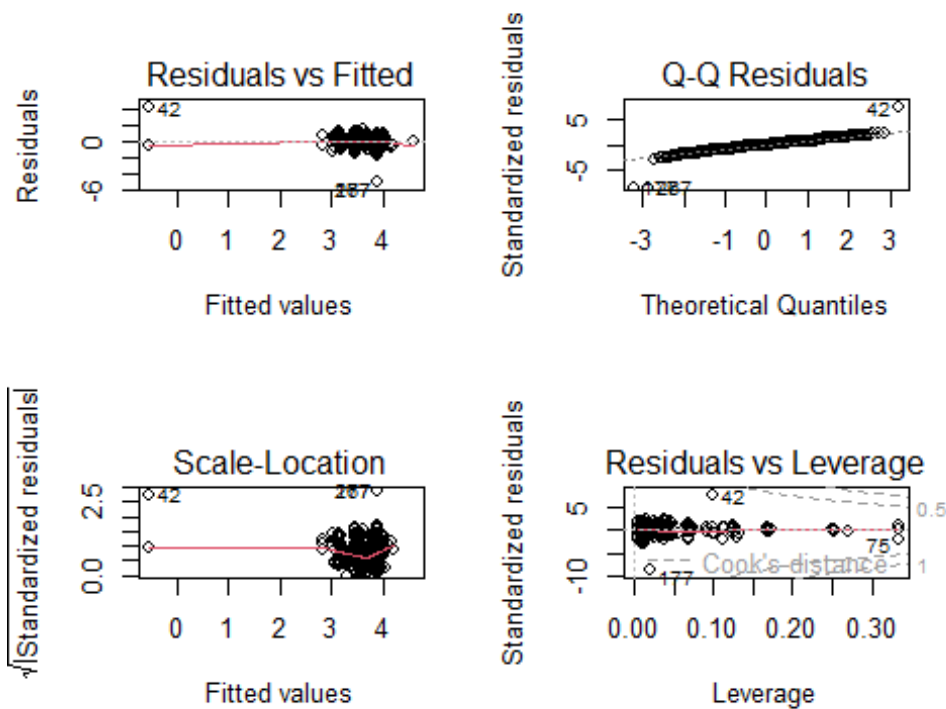 Residuals vs Fitted
Residuals
0
-6
42
0 1 2 3 4
Fitted values
Q-Q Residuals
Standardized residuals
5
-5
42
-3 -1 0 1 2 3
Theoretical Quantiles
Scale-Location
√|Standardized residuals|
2.5
0.0
42
0 1 2 3 4
Fitted values
Residuals vs Leverage
Standardized residuals
5
-10
42
75
177
Cook's distance
0.5
1
0.00 0.10 0.20 0.30
Leverage